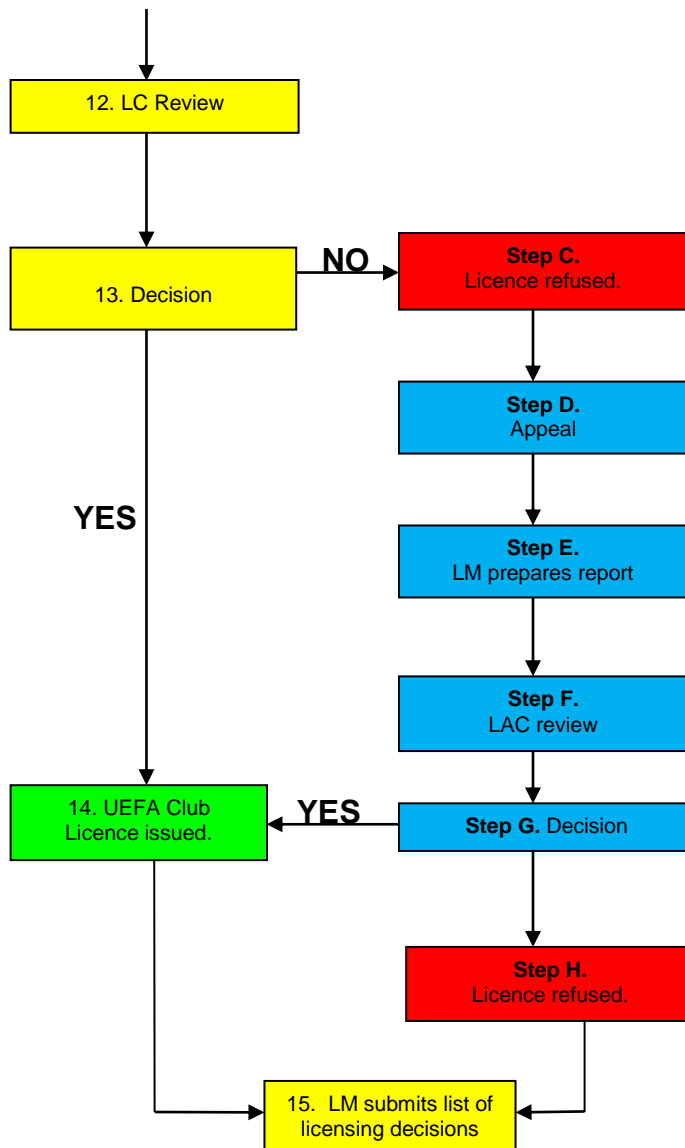 12. LC Review
13. Decision
NO
Step C.
Licence refused.
Step D.
Appeal
YES
Step E.
LM prepares report
Step F.
LAC review
14. UEFA Club
Licence issued.
YES
Step G. Decision
Step H.
Licence refused.
15. LM submits list of
licensing decisions